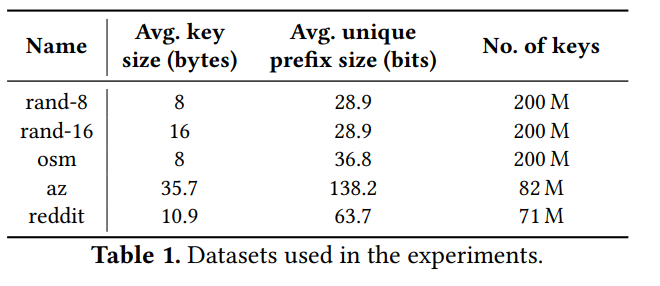 Name Avg. key size (bytes) Avg. unique prefix size (bits) No. of keys
rand-8 8 28.9 200 M
rand-16 16 28.9 200 M
osm 8 36.8 200 M
az 35.7 138.2 82 M
reddit 10.9 63.7 71 M
Table 1. Datasets used in the experiments.